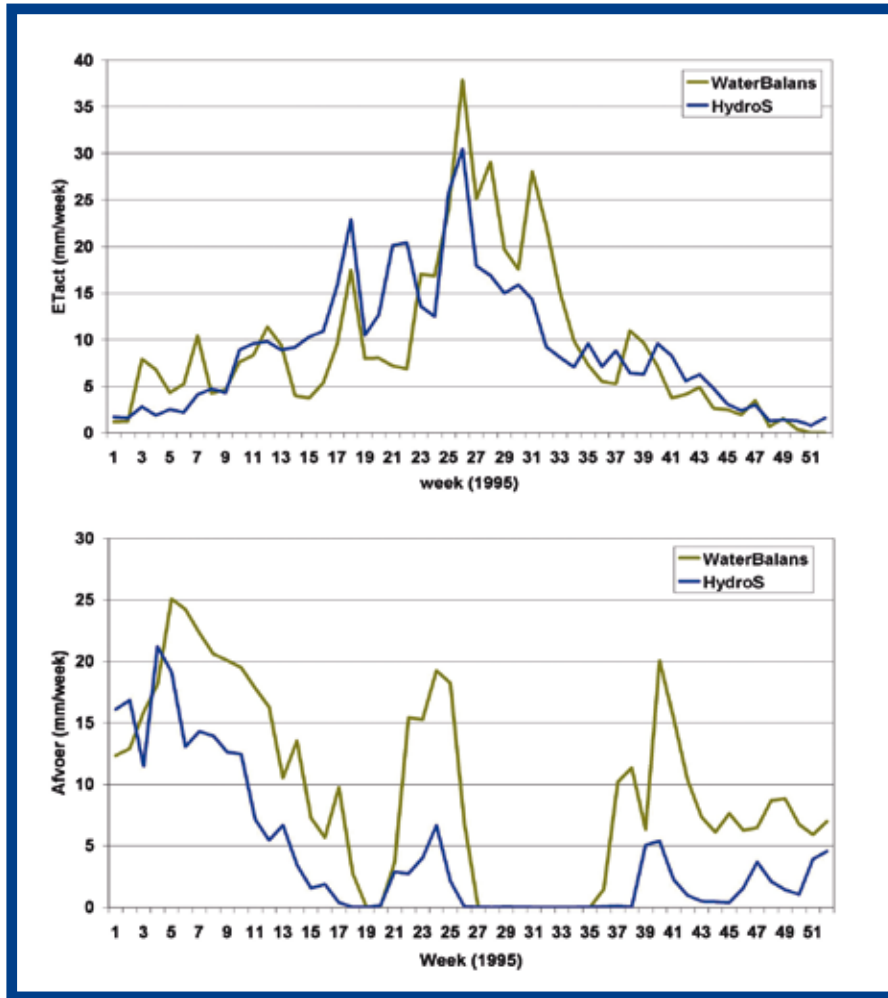 40
35
30
25
20
15
10
5
0
ETact (mm/week)
WaterBalans
HydroS
1 3 5 7 9 11 13 15 17 19 21 23 25 27 29 31 33 35 37 39 41 43 45 47 49 51
week (1995)
30
25
20
15
10
5
0
Afvoer (mm/week)
WaterBalans
HydroS
1 3 5 7 9 11 13 15 17 19 21 23 25 27 29 31 33 35 37 39 41 43 45 47 49 51
Week (1995)